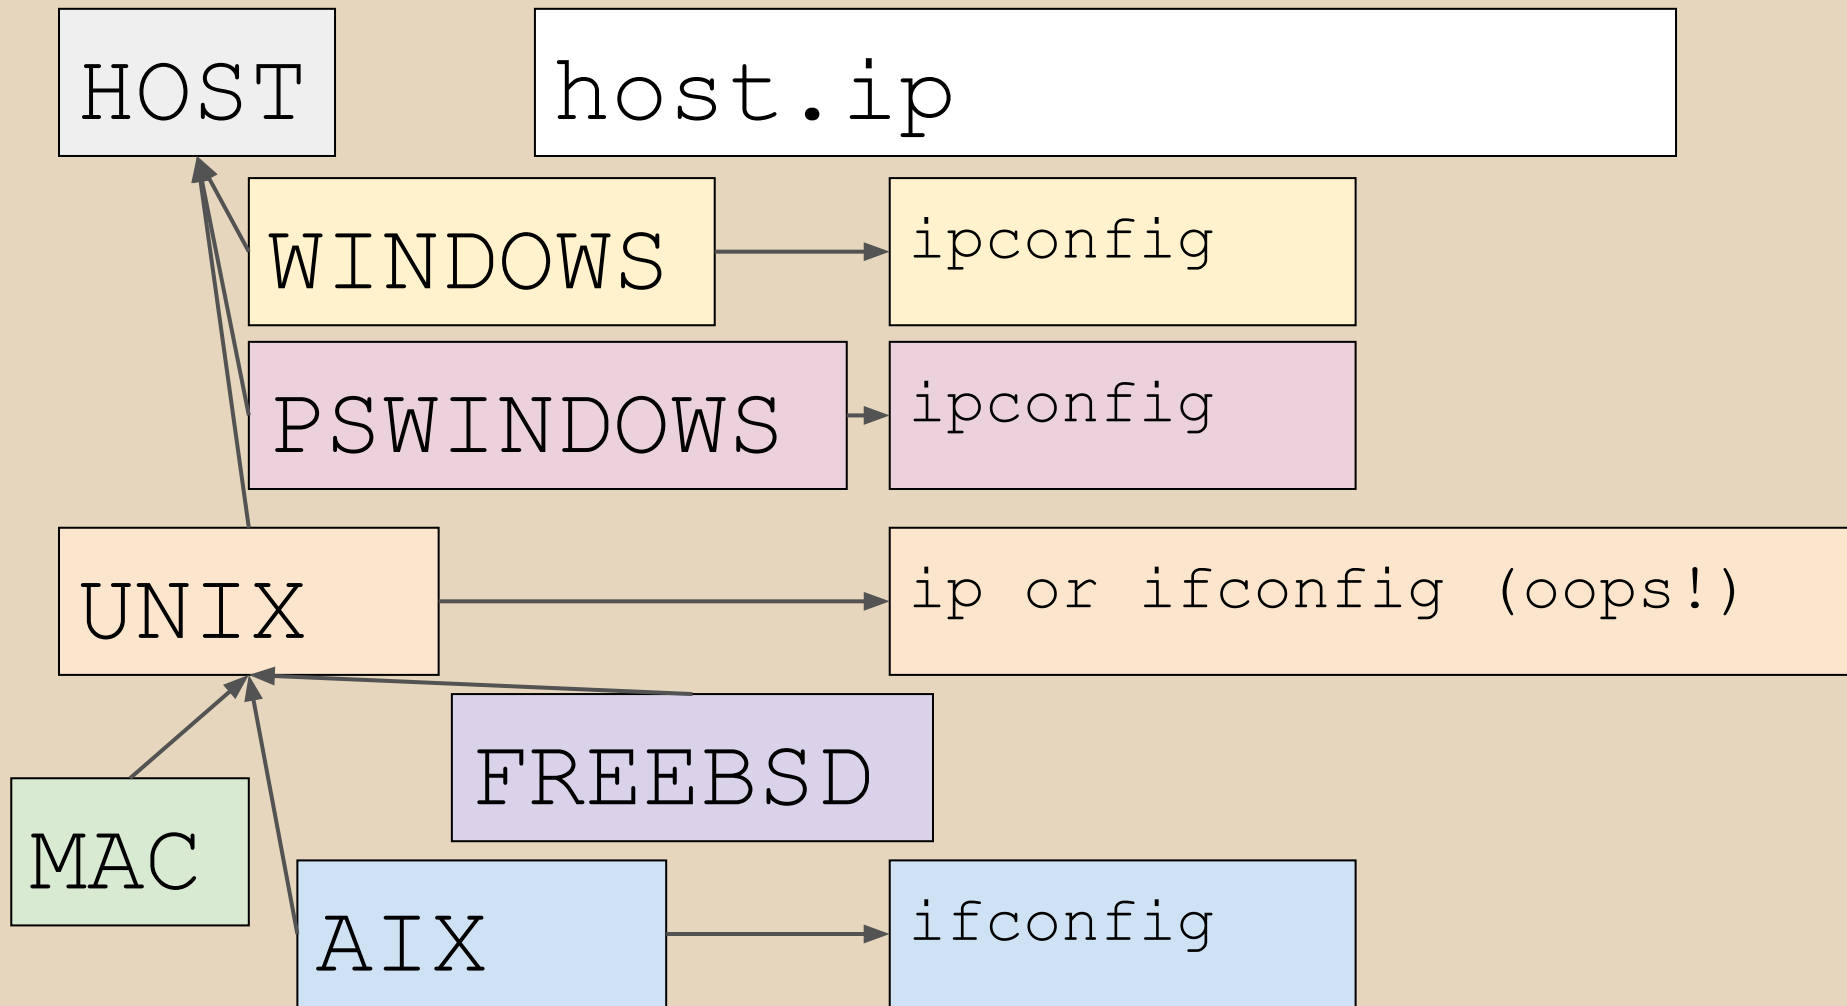 HOST
host.ip
WINDOWS
ipconfig
PSWINDOWS
ipconfig
UNIX
ip or ifconfig (oops!)
FREEBSD
MAC
AIX
ifconfig